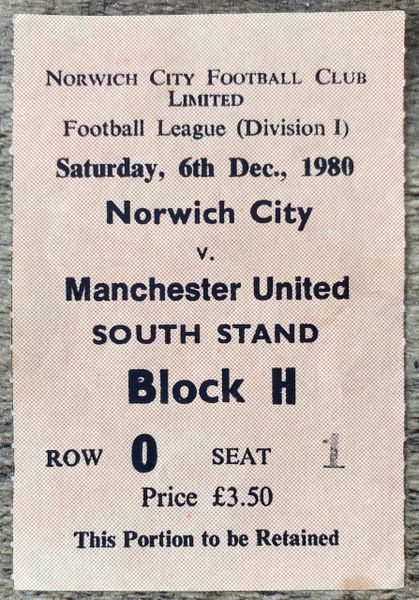 NORWICH CITY FOOTBALL CLUB
LIMITED
Football League (Division I)
Saturday, 6th Dec., 1980
Norwich City
v.
Manchester United
SOUTH STAND
Block H
ROW O SEAT 1
Price £3.50
This Portion to be Retained